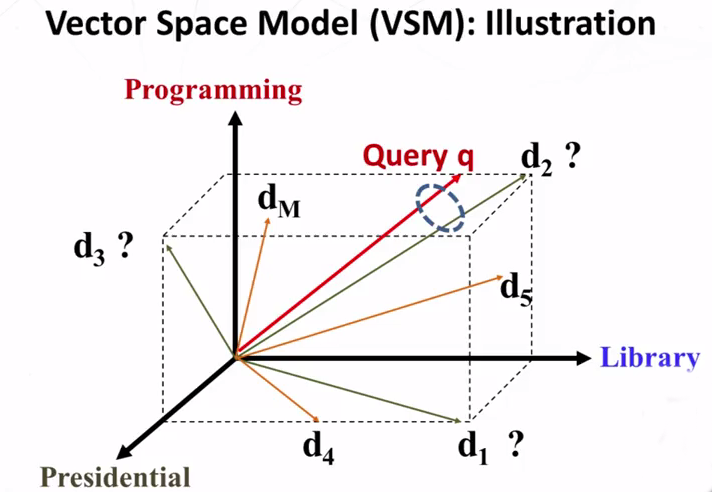 Vector Space Model (VSM): Illustration
Programming
Query q
d₂ ?
dM
d₃ ?
d₅
Library
d₄
d₁ ?
Presidential